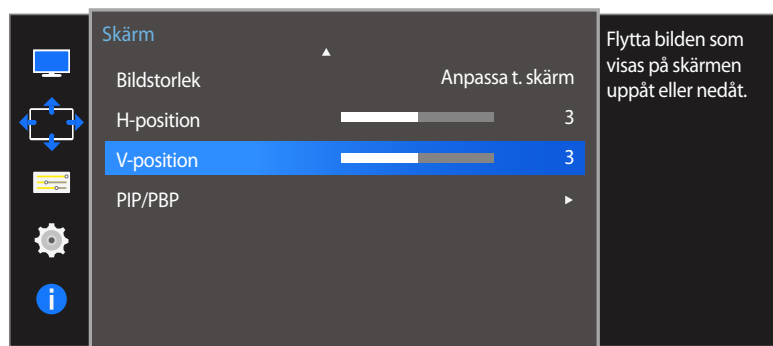 Skärm
Bildstorlek Anpassa t. skärm
H-position 3
V-position 3
PIP/PBP
Flytta bilden som
visas på skärmen
uppåt eller nedåt.